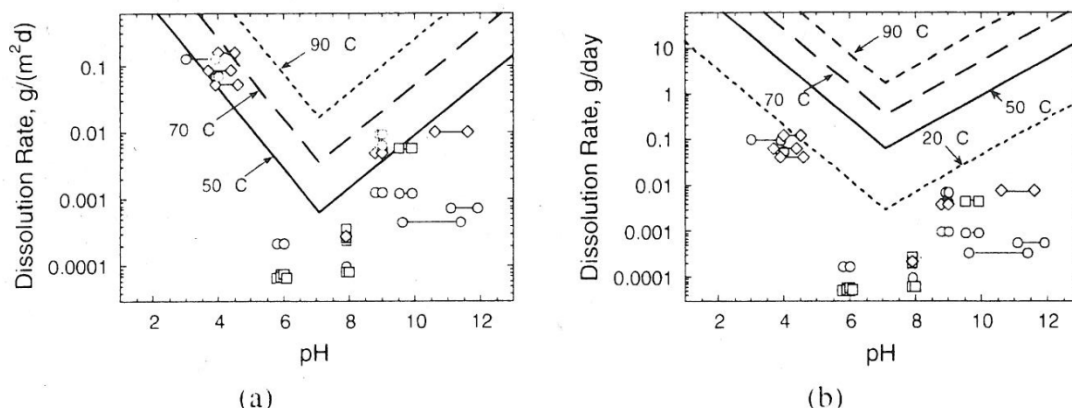 Dissolution Rate, g/(m²d)
0.1
0.01
0.001
0.0001
90 C
70 C
50 C
2 4 6 8 10 12
pH
(a)
Dissolution Rate, g/day
10
1
0.1
0.01
0.001
0.0001
90 C
70 C
50 C
20 C
2 4 6 8 10 12
pH
(b)